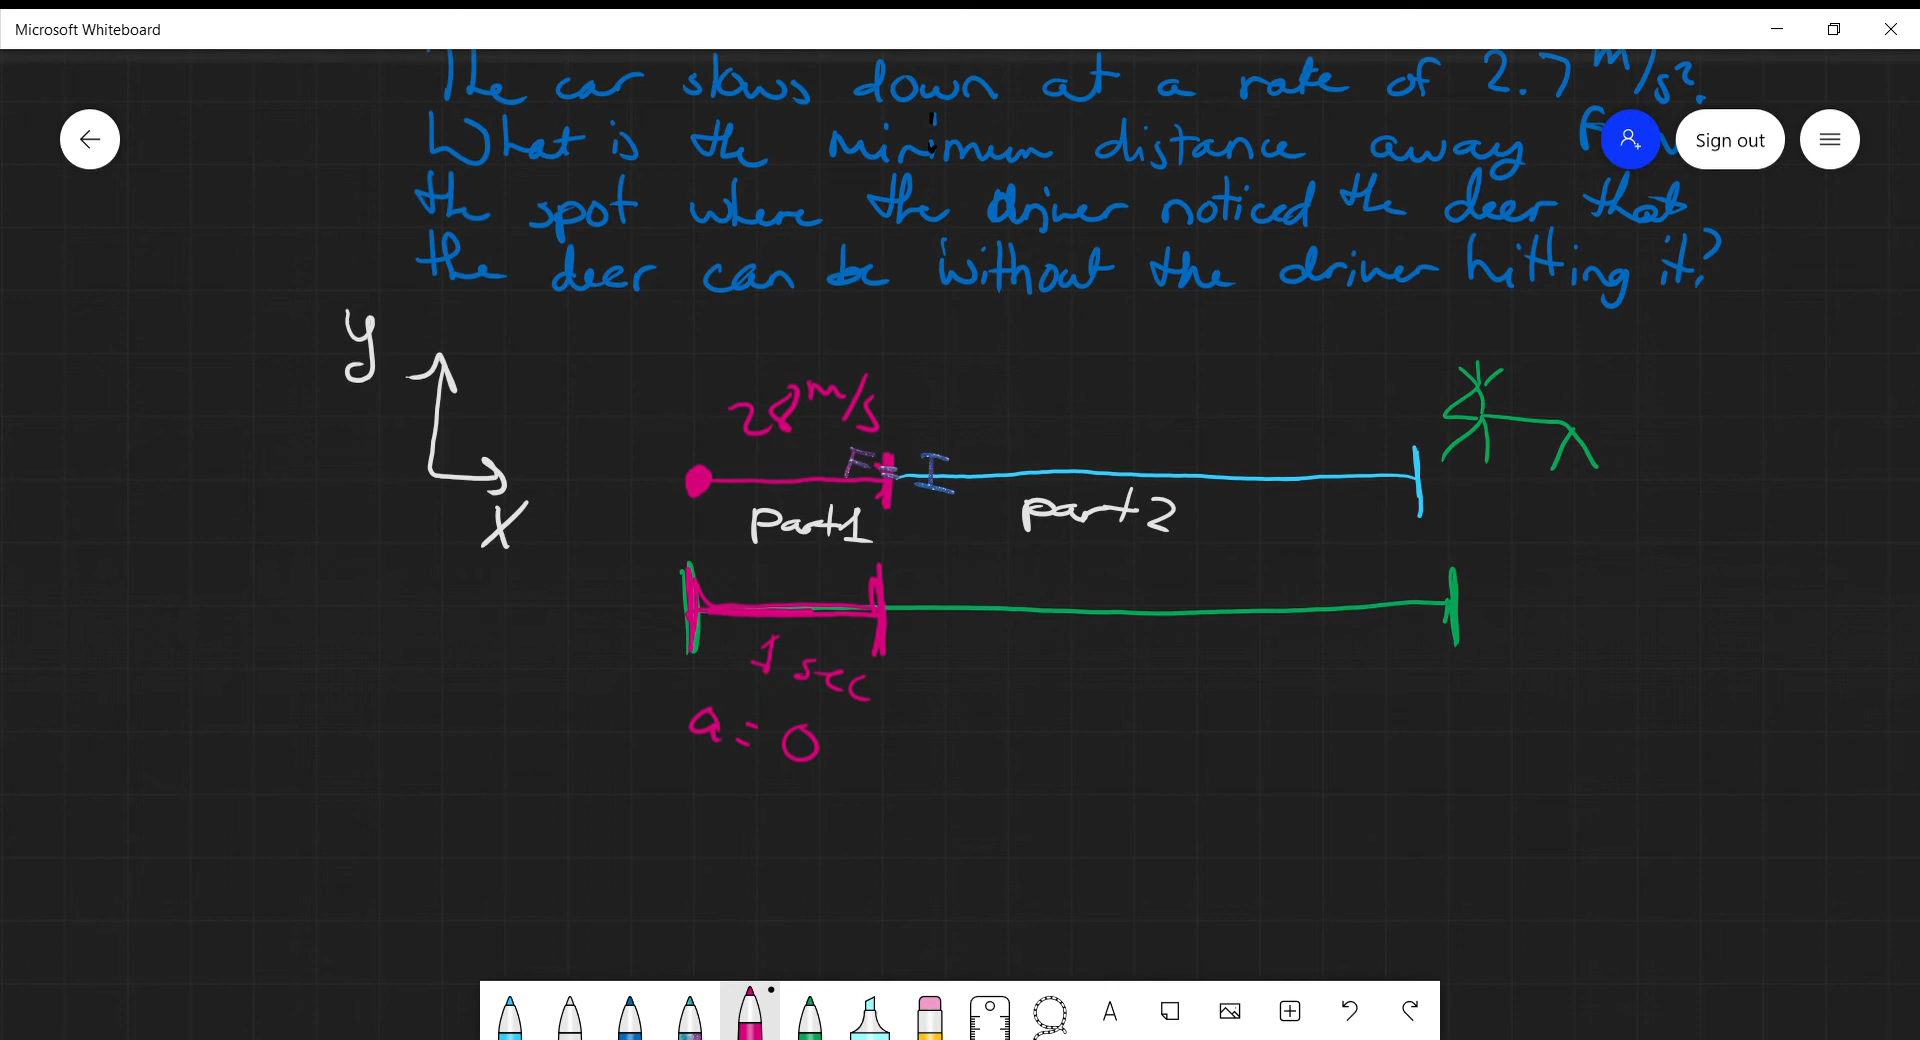 Microsoft Whiteboard
The car slows down at a rate of 2.7 m/s².
What is the minimum distance away
Sign out
the spot where the driver noticed the deer that
the deer can be without the driver hitting it?
y
28 m/s
F = I
part1
part2
x
1 sec
a = 0
A